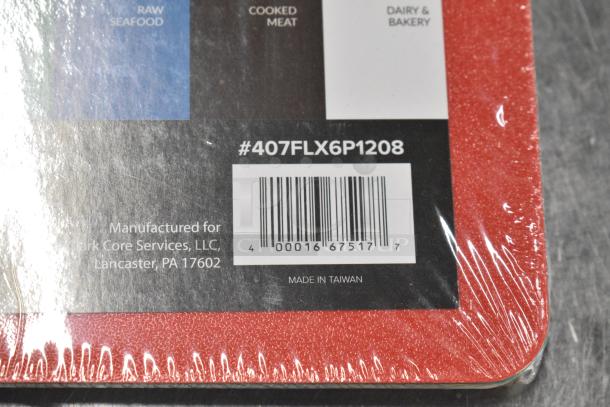 RAW
SEAFOOD
COOKED
MEAT
DAIRY &
BAKERY
#407FLX6P1208
Manufactured for
rk Core Services, LLC,
Lancaster, PA 17602
4 00016 67517 7
MADE IN TAIWAN